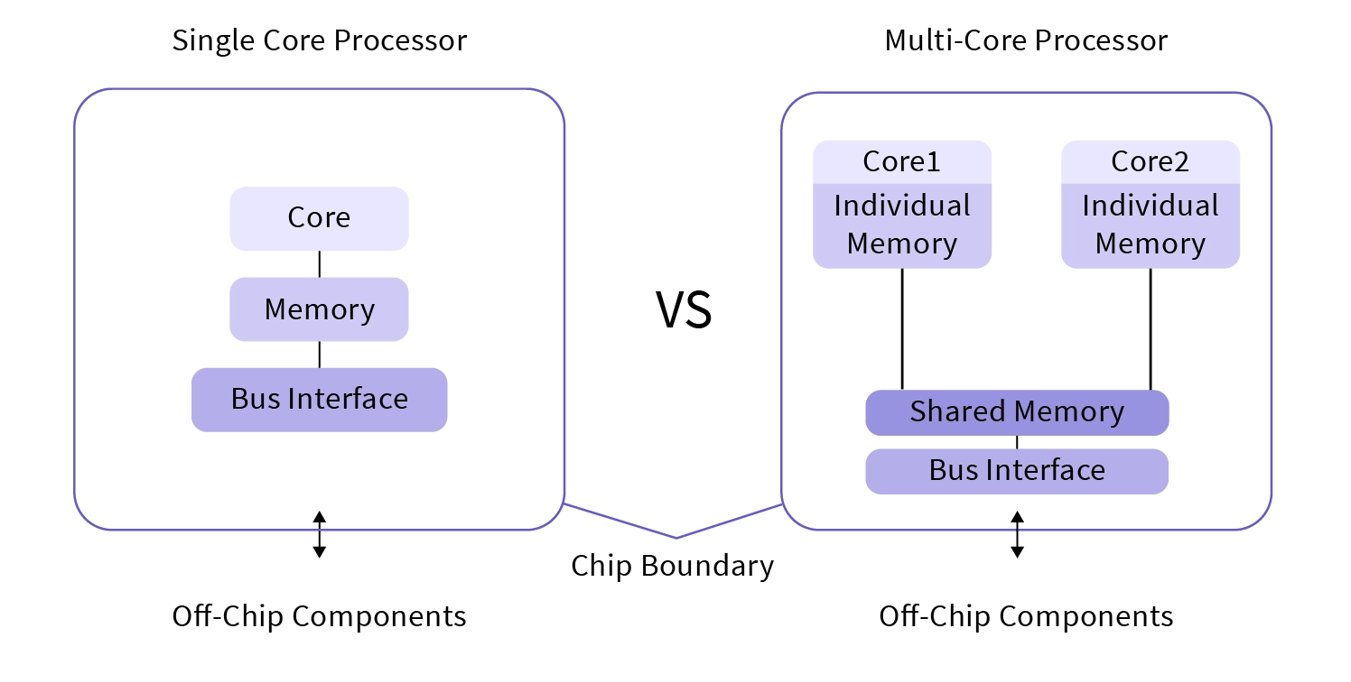 Single Core Processor
Multi-Core Processor
Core
Memory
Bus Interface
VS
Core1
Individual
Memory
Core2
Individual
Memory
Shared Memory
Bus Interface
Chip Boundary
Off-Chip Components
Off-Chip Components